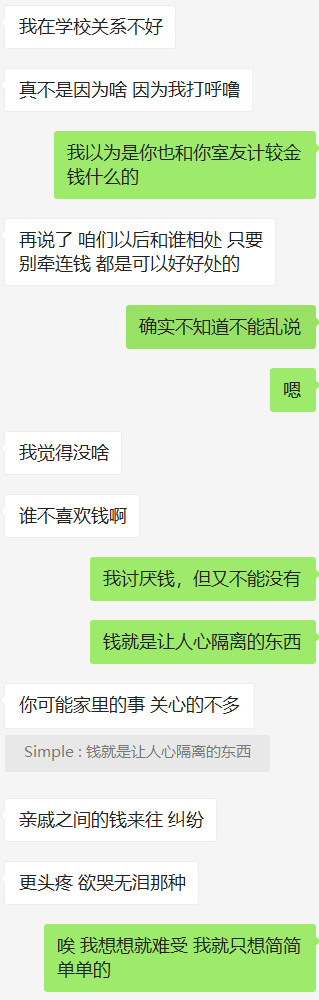 我在学校关系不好
真不是因为啥 因为我打呼噜
我以为是你也和你室友计较金
钱什么的
再说了 咱们以后和谁相处 只要
别牵连钱 都是可以好好处的
确实不知道不能乱说
嗯
我觉得没啥
谁不喜欢钱啊
我讨厌钱，但又不能没有
钱就是让人心隔离的东西
你可能家里的事 关心的不多
Simple : 钱就是让人心隔离的东西
亲戚之间的钱来往 纠纷
更头疼 欲哭无泪那种
唉 我想想就难受 我就只想简简
单单的